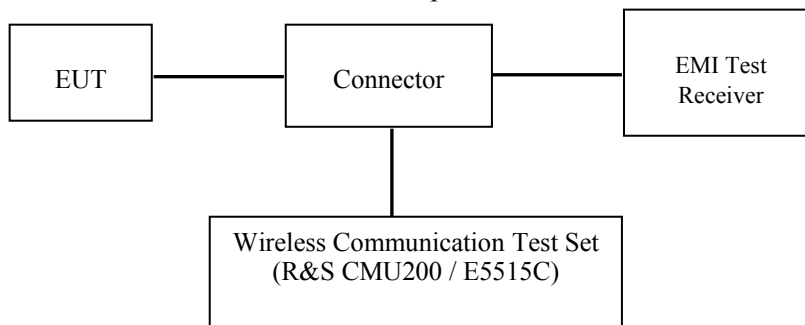 EUT
Connector
EMI Test
Receiver
Wireless Communication Test Set
(R&S CMU200 / E5515C)